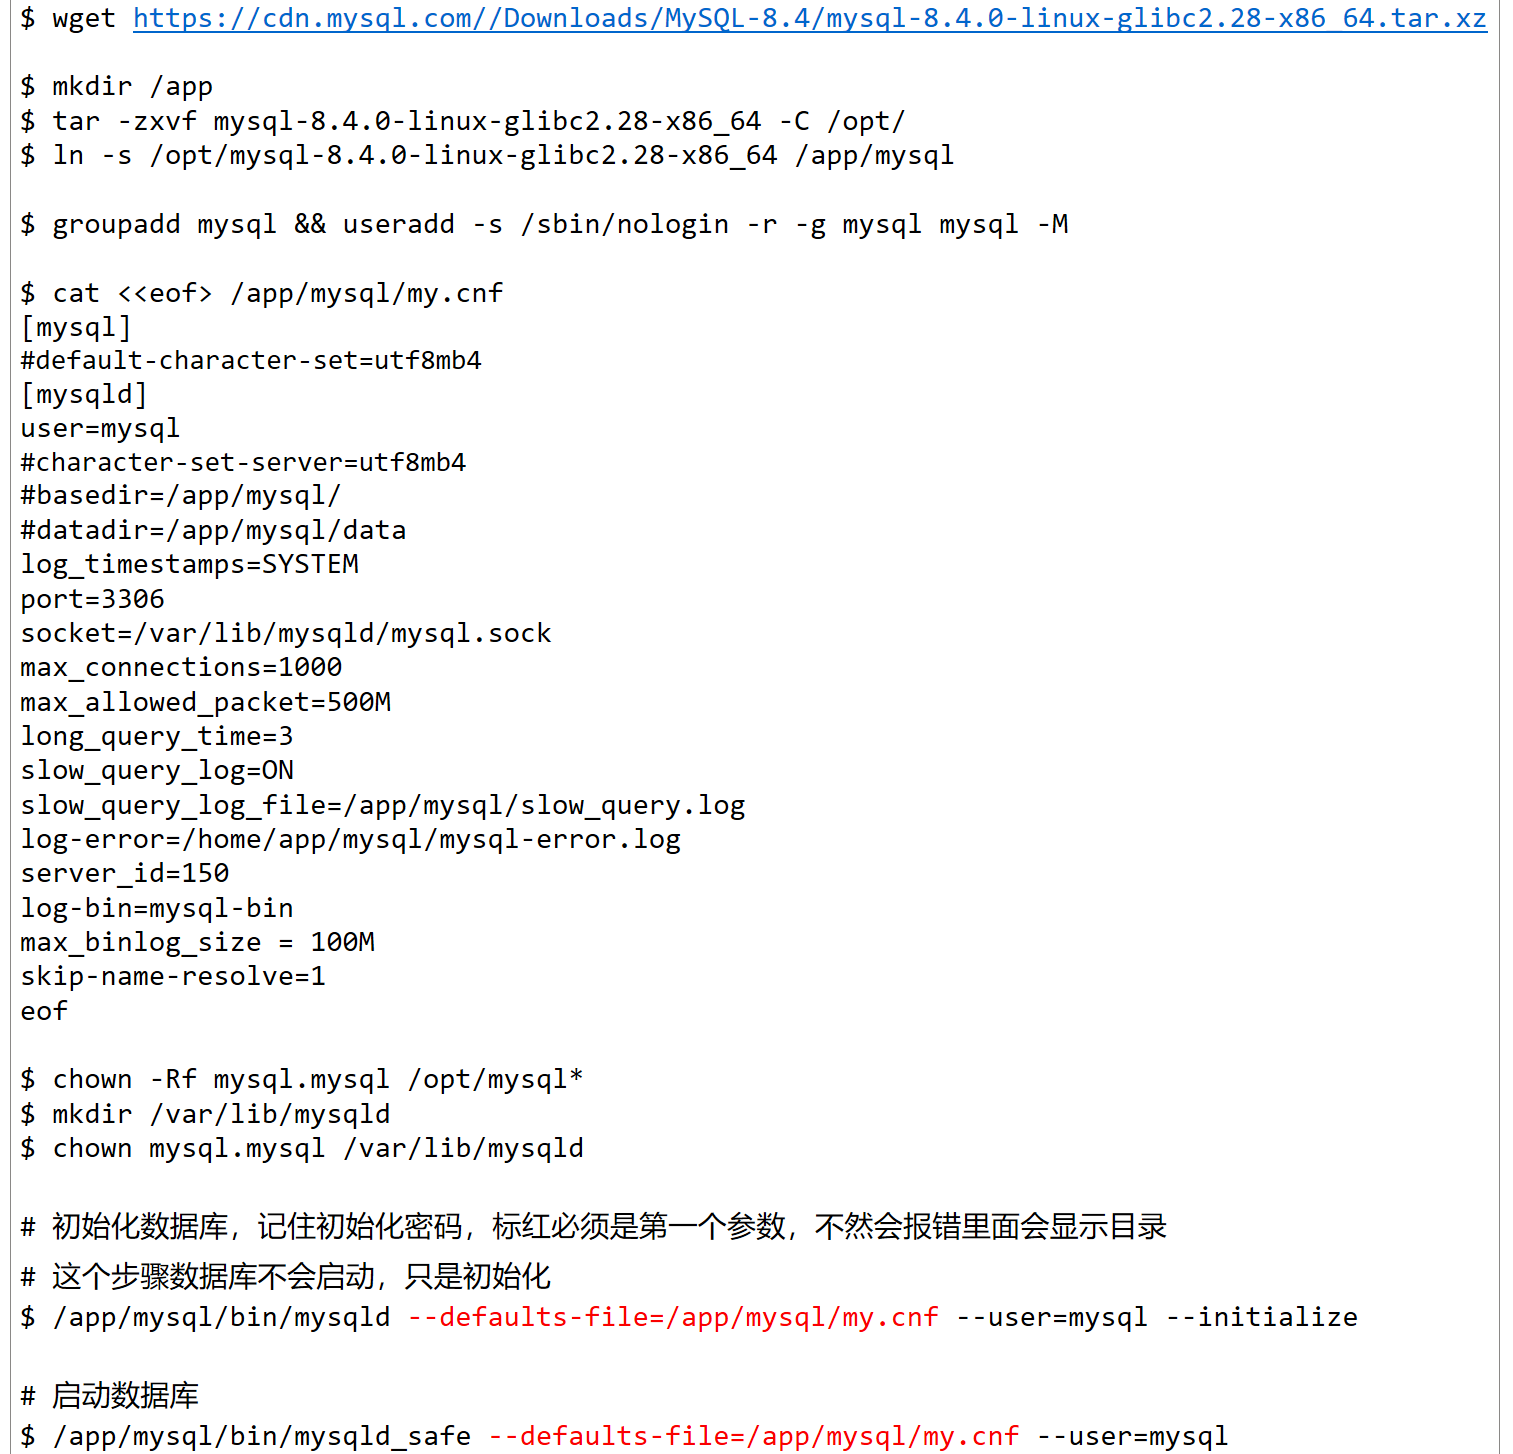 $ wget https://cdn.mysql.com//Downloads/MySQL-8.4/mysql-8.4.0-linux-glibc2.28-x86_64.tar.xz
$ mkdir /app
$ tar -zxvf mysql-8.4.0-linux-glibc2.28-x86_64 -C /opt/
$ ln -s /opt/mysql-8.4.0-linux-glibc2.28-x86_64 /app/mysql
$ groupadd mysql && useradd -s /sbin/nologin -r -g mysql mysql -M
$ cat <<eof> /app/mysql/my.cnf
[mysql]
#default-character-set=utf8mb4
[mysqld]
user=mysql
#character-set-server=utf8mb4
#basedir=/app/mysql/
#datadir=/app/mysql/data
log_timestamps=SYSTEM
port=3306
socket=/var/lib/mysqld/mysql.sock
max_connections=1000
max_allowed_packet=500M
long_query_time=3
slow_query_log=ON
slow_query_log_file=/app/mysql/slow_query.log
log-error=/home/app/mysql/mysql-error.log
server_id=150
log-bin=mysql-bin
max_binlog_size = 100M
skip-name-resolve=1
eof
$ chown -Rf mysql.mysql /opt/mysql*
$ mkdir /var/lib/mysqld
$ chown mysql.mysql /var/lib/mysqld
# 初始化数据库，记住初始化密码，标红必须是第一个参数，不然会报错里面会显示目录
# 这个步骤数据库不会启动，只是初始化
$ /app/mysql/bin/mysqld --defaults-file=/app/mysql/my.cnf --user=mysql --initialize
# 启动数据库
$ /app/mysql/bin/mysqld_safe --defaults-file=/app/mysql/my.cnf --user=mysql